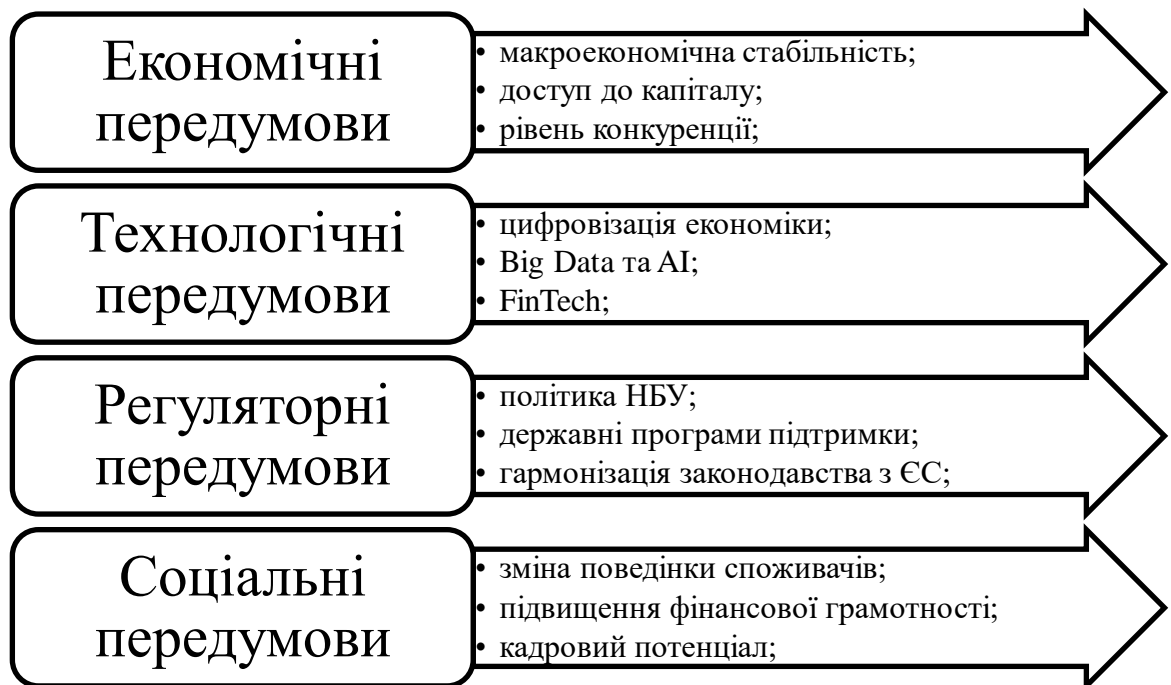 Економічні
передумови
• макроекономічна стабільність;
• доступ до капіталу;
• рівень конкуренції;
Технологічні
передумови
• цифровізація економіки;
• Big Data та AI;
• FinTech;
Регуляторні
передумови
• політика НБУ;
• державні програми підтримки;
• гармонізація законодавства з ЄС;
Соціальні
передумови
• зміна поведінки споживачів;
• підвищення фінансової грамотності;
• кадровий потенціал;